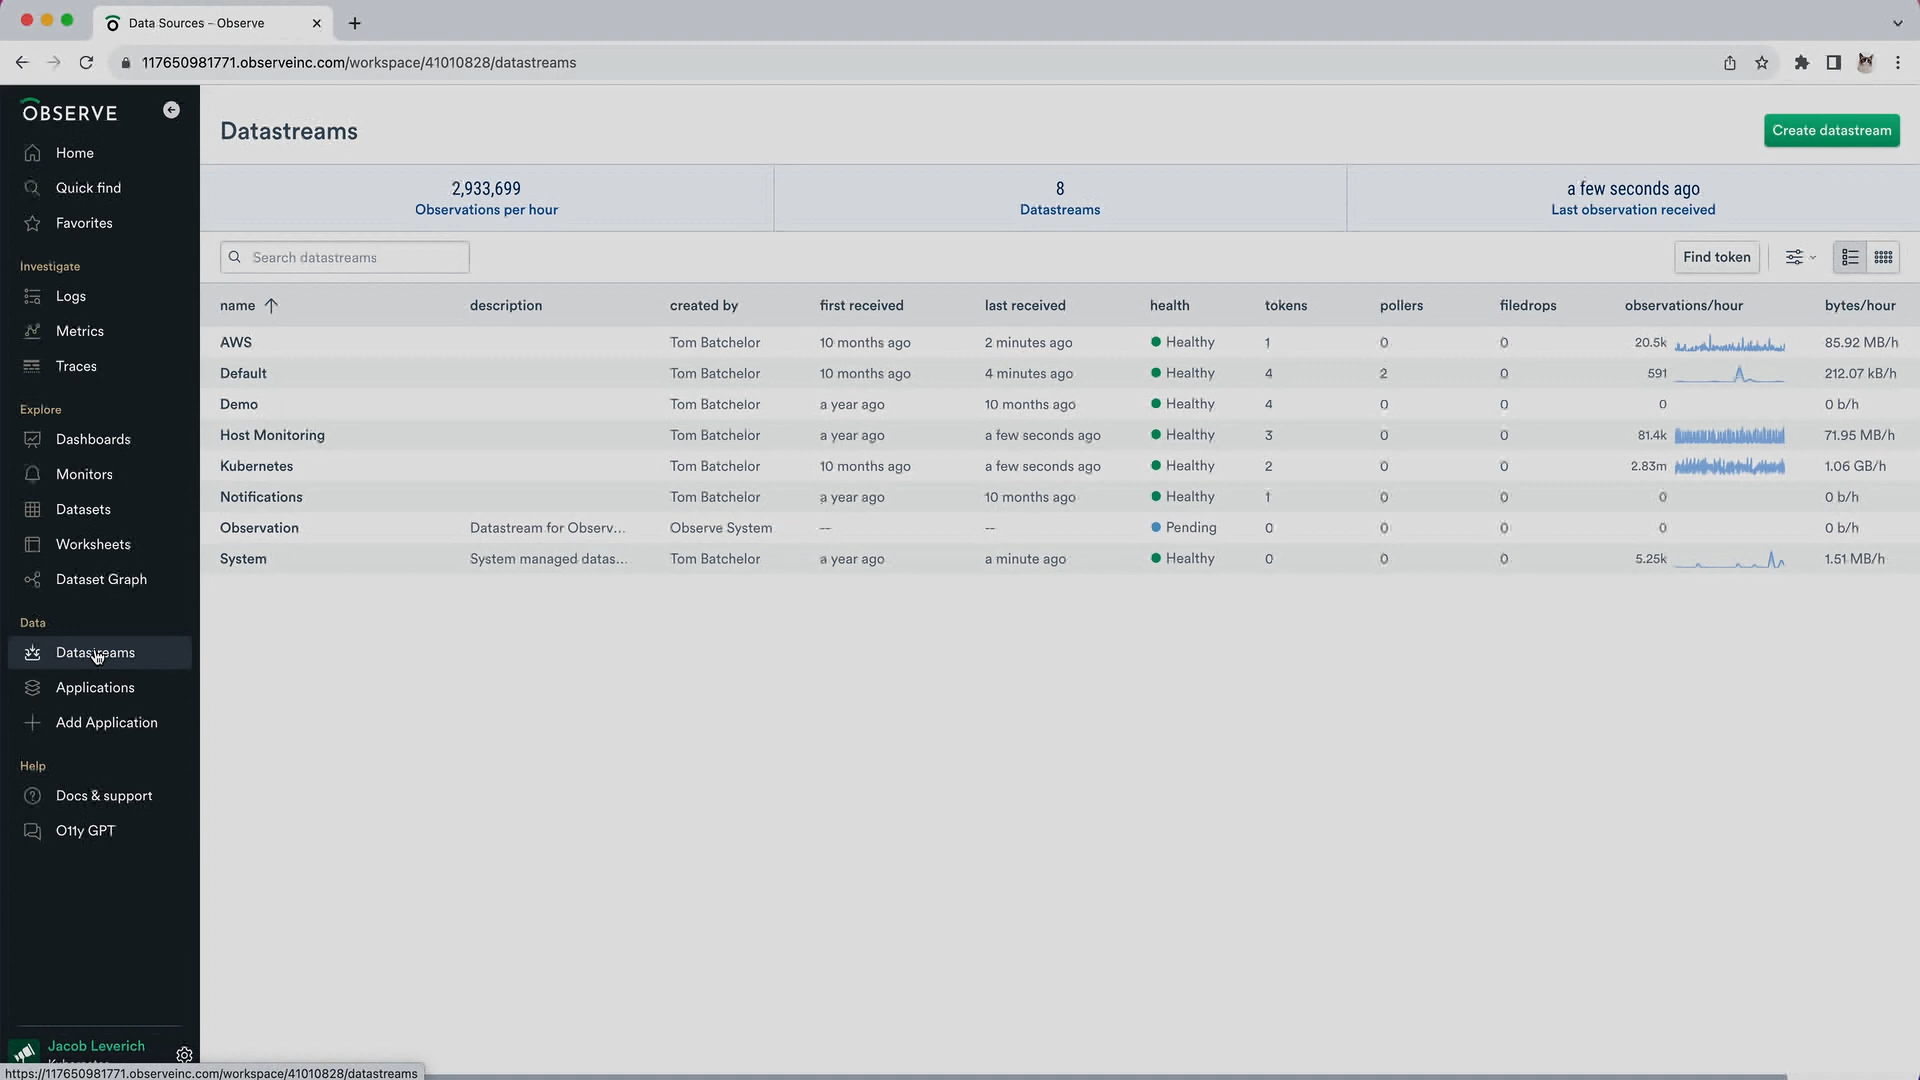 Data Sources – Observe
117650981771.observeinc.com/workspace/41010828/datastreams
OBSERVE
Home
Quick find
Favorites
Investigate
Logs
Metrics
Traces
Explore
Dashboards
Monitors
Datasets
Worksheets
Dataset Graph
Data
Datastreams
Applications
Add Application
Help
Docs & support
O11y GPT
Jacob Leverich
https://117650981771.observeinc.com/workspace/41010828/datastreams
Datastreams
Create datastream
2,933,699
Observations per hour
8
Datastreams
a few seconds ago
Last observation received
Search datastreams
Find token
name description created by first received last received health tokens pollers filedrops observations/hour bytes/hour
AWS Tom Batchelor 10 months ago 2 minutes ago Healthy 1 0 0 20.5k 85.92 MB/h
Default Tom Batchelor 10 months ago 4 minutes ago Healthy 4 2 0 591 212.07 kB/h
Demo Tom Batchelor a year ago 10 months ago Healthy 4 0 0 0 0 b/h
Host Monitoring Tom Batchelor a year ago a few seconds ago Healthy 3 0 0 81.4k 71.95 MB/h
Kubernetes Tom Batchelor 10 months ago a few seconds ago Healthy 2 0 0 2.83m 1.06 GB/h
Notifications Tom Batchelor a year ago 10 months ago Healthy 1 0 0 0 0 b/h
Observation Datastream for Observ... Observe System -- -- Pending 0 0 0 0 0 b/h
System System managed datas... Tom Batchelor a year ago a minute ago Healthy 0 0 0 5.25k 1.51 MB/h